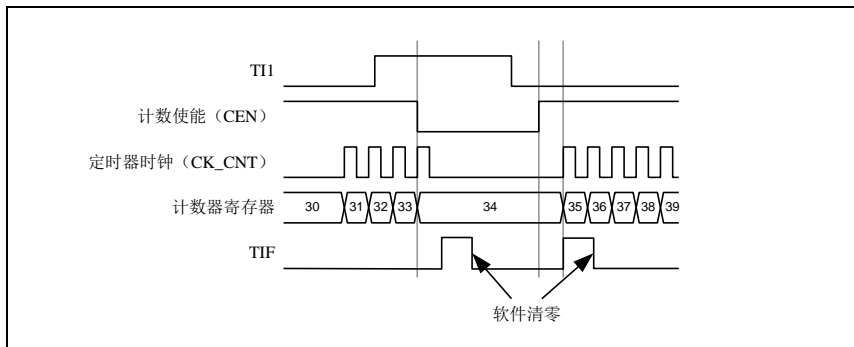 TI1
计数使能（CEN）
定时器时钟（CK_CNT）
计数器寄存器 30 31 32 33 34 35 36 37 38 39
TIF
软件清零